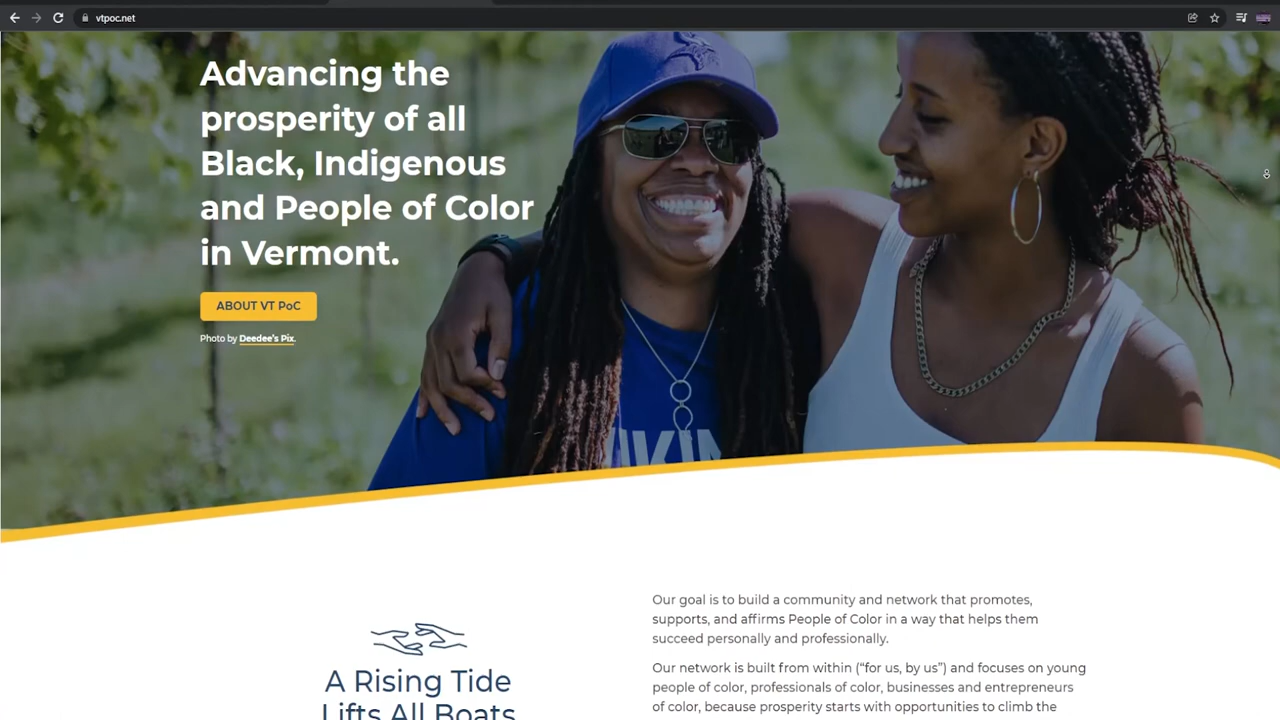 vtpoc.net
Advancing the
prosperity of all
Black, Indigenous
and People of Color
in Vermont.
ABOUT VT PoC
Photo by Deedee's Pix.
Our goal is to build a community and network that promotes,
supports, and affirms People of Color in a way that helps them
succeed personally and professionally.
Our network is built from within (“for us, by us”) and focuses on young
people of color, professionals of color, businesses and entrepreneurs
of color, because prosperity starts with opportunities to climb the
A Rising Tide
Lifts All Boats